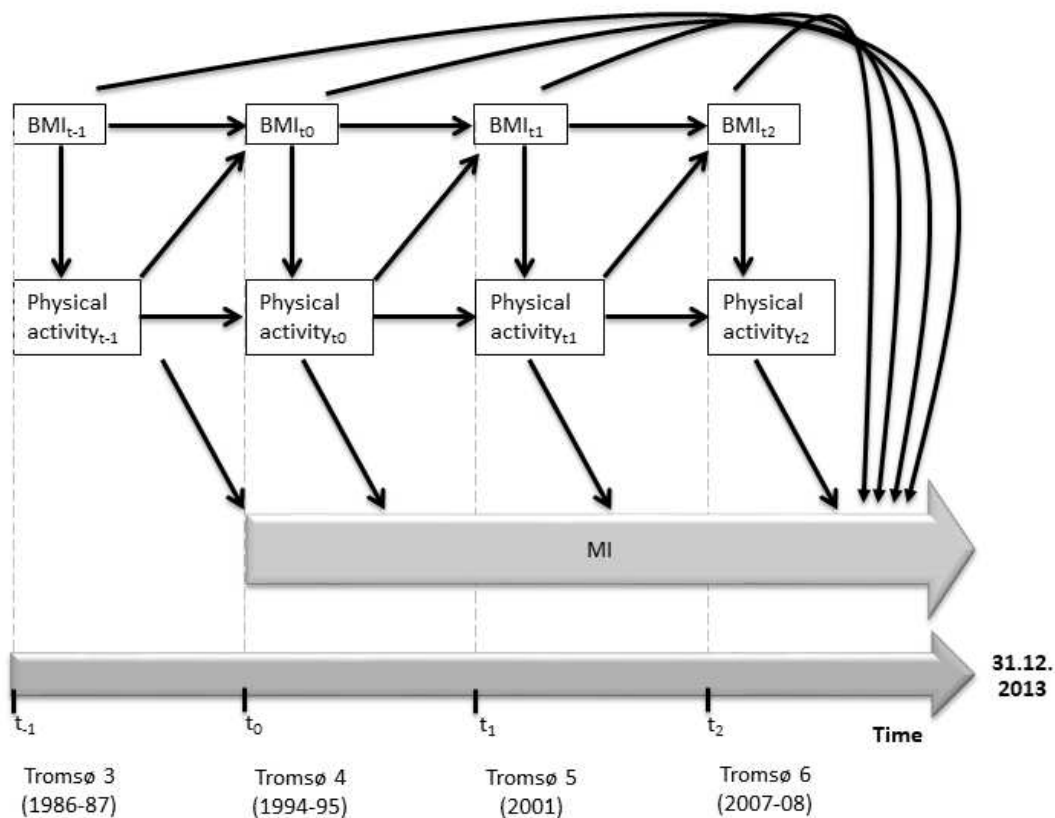 BMIt-1
BMIt0
BMIt1
BMIt2
Physical
activityt-1
Physical
activityt0
Physical
activityt1
Physical
activityt2
MI
31.12.
2013
t-1
t0
t1
t2
Time
Tromsø 3
(1986-87)
Tromsø 4
(1994-95)
Tromsø 5
(2001)
Tromsø 6
(2007-08)